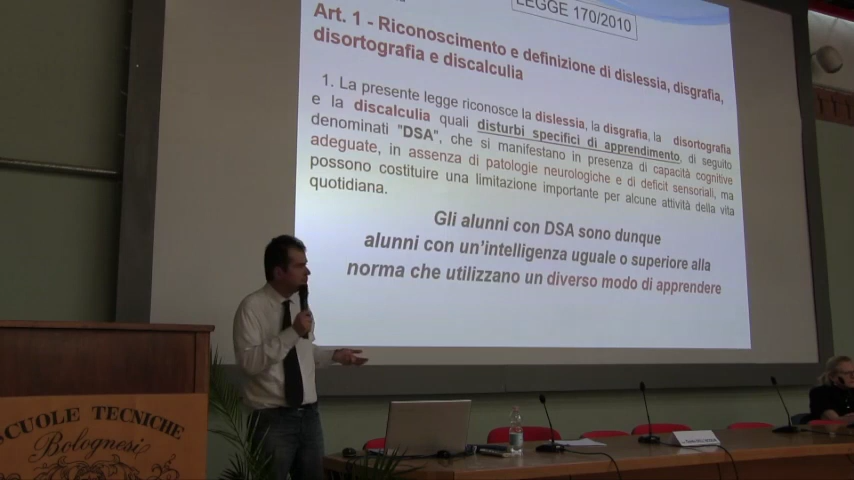 LEGGE 170/2010
Art. 1 - Riconoscimento e definizione di dislessia, disgrafia,
disortografia e discalculia
1. La presente legge riconosce la dislessia, la disgrafia, la disortografia
e la discalculia quali disturbi specifici di apprendimento, di seguito
denominati "DSA", che si manifestano in presenza di capacità cognitive
adeguate, in assenza di patologie neurologiche e di deficit sensoriali, ma
possono costituire una limitazione importante per alcune attività della vita
quotidiana.
Gli alunni con DSA sono dunque
alunni con un'intelligenza uguale o superiore alla
norma che utilizzano un diverso modo di apprendere
SCUOLE TECNICHE
Bolognesi